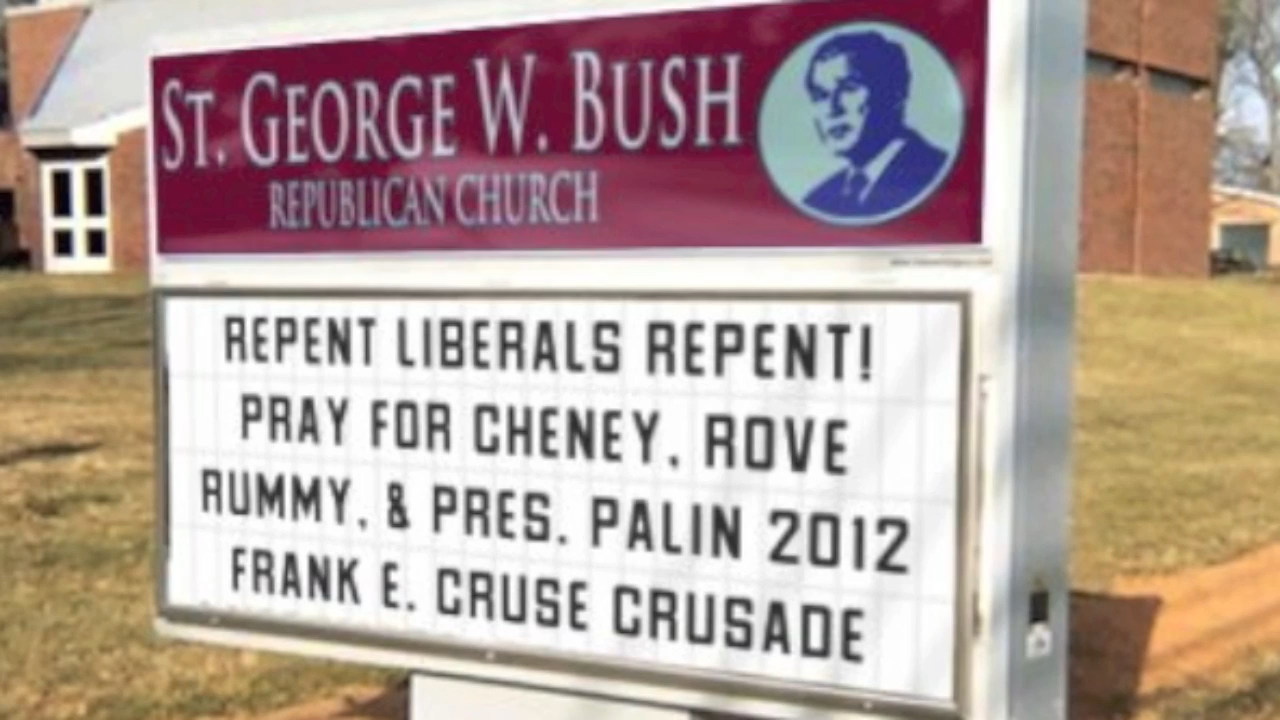 ST. GEORGE W. BUSH
REPUBLICAN CHURCH
REPENT LIBERALS REPENT!
PRAY FOR CHENEY, ROVE
RUMMY, & PRES. PALIN 2012
FRANK E. CRUSE CRUSADE